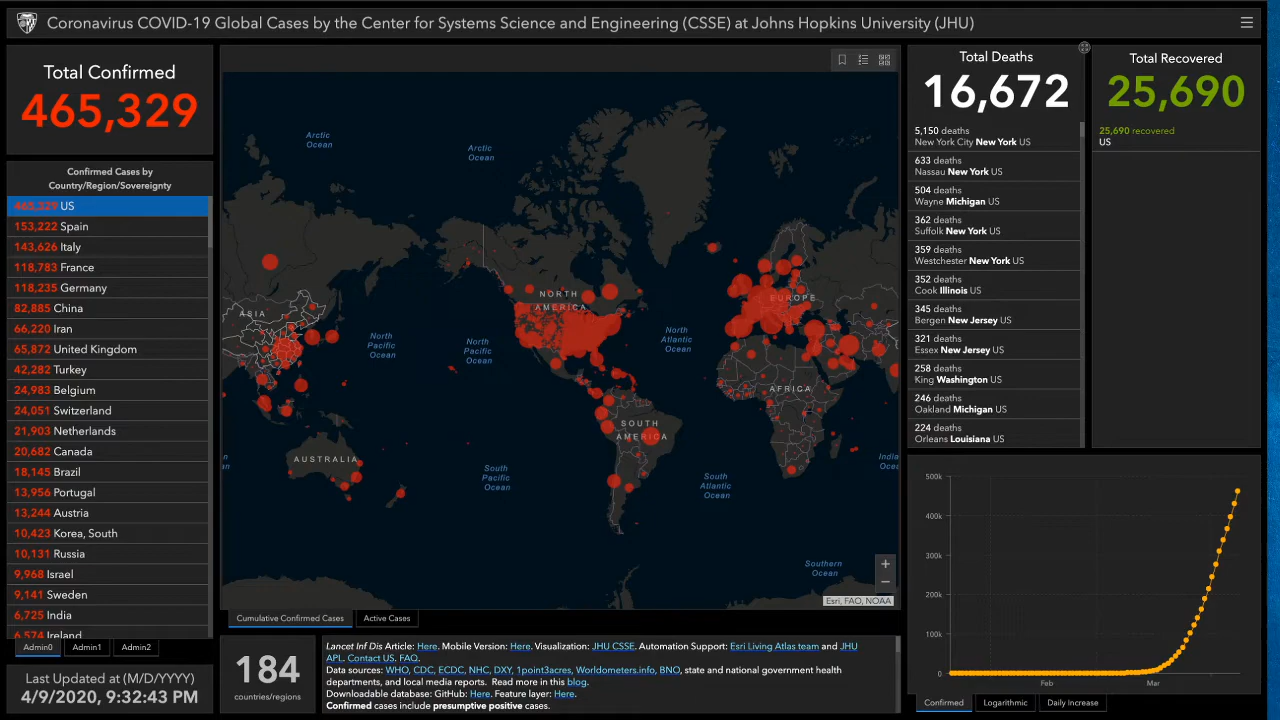 Coronavirus COVID-19 Global Cases by the Center for Systems Science and Engineering (CSSE) at Johns Hopkins University (JHU)
Total Confirmed
465,329
Confirmed Cases by
Country/Region/Sovereignty
465,329 US
153,222 Spain
143,626 Italy
118,783 France
118,235 Germany
82,885 China
66,220 Iran
65,872 United Kingdom
42,282 Turkey
24,983 Belgium
24,051 Switzerland
21,903 Netherlands
20,682 Canada
18,145 Brazil
13,956 Portugal
13,244 Austria
10,423 Korea, South
10,131 Russia
9,968 Israel
9,141 Sweden
6,725 India
6,574 Ireland
Admin0
Admin1
Admin2
Last Updated at (M/D/YYYY)
4/9/2020, 9:32:43 PM
Arctic
Ocean
Arctic
Ocean
NORTH
AMERICA
EUROPE
ASIA
North
Pacific
Ocean
North
Pacific
Ocean
North
Atlantic
Ocean
AFRICA
SOUTH
AMERICA
AUSTRALIA
South
Pacific
Ocean
South
Atlantic
Ocean
Southern
Ocean
+
−
Esri, FAO, NOAA
Cumulative Confirmed Cases
Active Cases
184
countries/regions
Lancet Inf Dis Article: Here. Mobile Version: Here. Visualization: JHU CSSE. Automation Support: Esri Living Atlas team and JHU
APL. Contact US. FAQ.
Data sources: WHO, CDC, ECDC, NHC, DXY, 1point3acres, Worldometers.info, BNO, state and national government health
departments, and local media reports. Read more in this blog.
Downloadable database: GitHub: Here. Feature layer: Here.
Confirmed cases include presumptive positive cases.
Total Deaths
16,672
5,150 deaths
New York City New York US
633 deaths
Nassau New York US
504 deaths
Wayne Michigan US
362 deaths
Suffolk New York US
359 deaths
Westchester New York US
352 deaths
Cook Illinois US
345 deaths
Bergen New Jersey US
321 deaths
Essex New Jersey US
258 deaths
King Washington US
246 deaths
Oakland Michigan US
224 deaths
Orleans Louisiana US
Total Recovered
25,690
25,690 recovered
US
500k
400k
300k
200k
100k
0
Feb
Mar
Confirmed
Logarithmic
Daily Increase